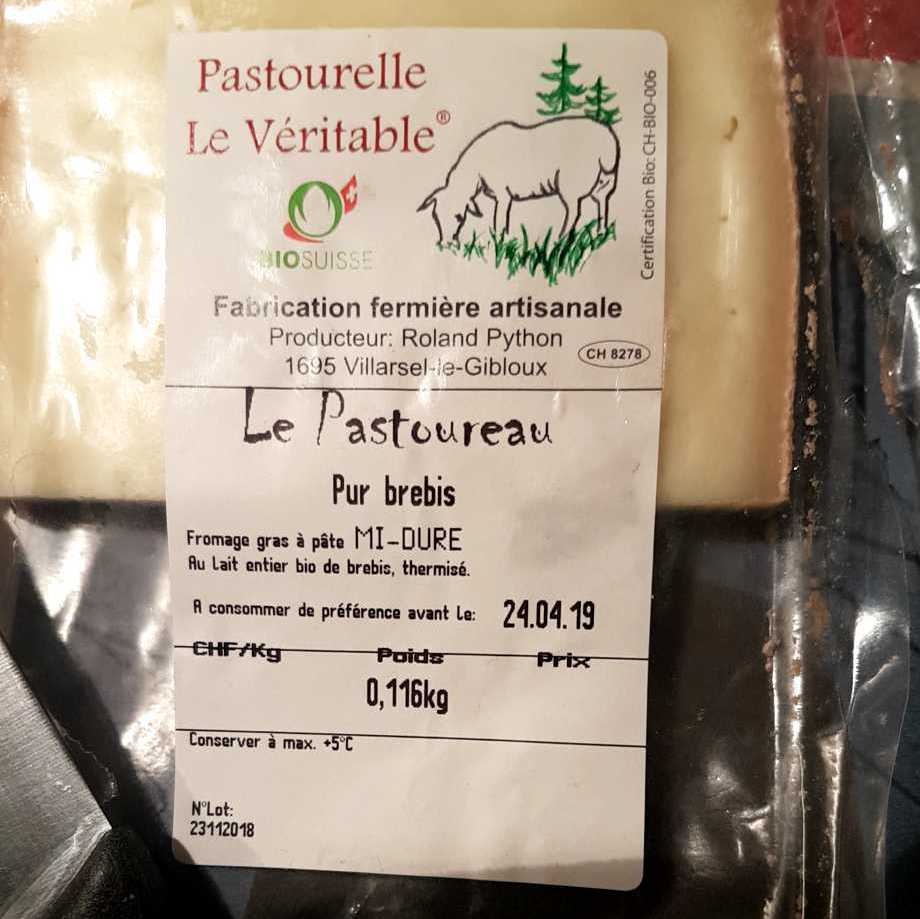 Pastourelle
Le Véritable®
BIOSUISSE
Certification Bio: CH-BIO-006
Fabrication fermière artisanale
Producteur: Roland Python
1695 Villarsel-le-Gibloux
CH 8278
Le Pastoureau
Pur brebis
Fromage gras à pâte MI-DURE
Au Lait entier bio de brebis, thermisé.
A consommer de préférence avant Le: 24.04.19
CHF/Kg Poids Prix
0,116kg
Conserver à max. +5°C
N°Lot:
23112018